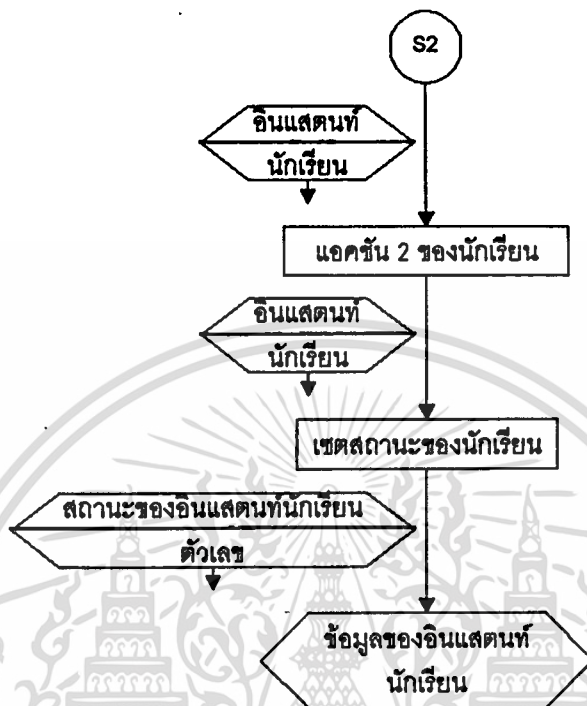 S2
อินแสตนท์
นักเรียน
แอคชัน 2 ของนักเรียน
อินแสตนท์
นักเรียน
เซตสถานะของนักเรียน
สถานะของอินแสตนท์นักเรียน
ตัวเลข
ข้อมูลของอินแสตนท์
นักเรียน